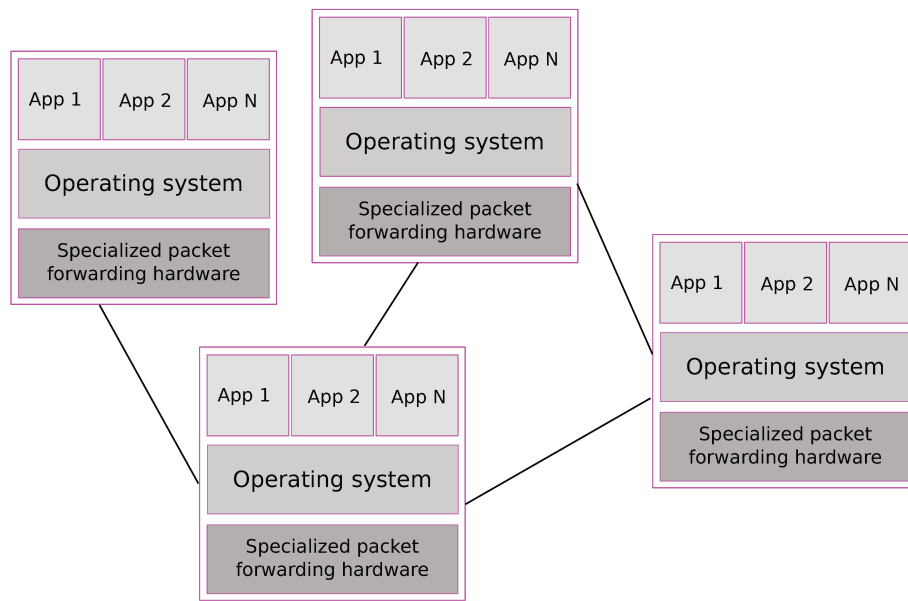 App 1
App 2
App N
Operating system
Specialized packet
forwarding hardware
App 1
App 2
App N
Operating system
Specialized packet
forwarding hardware
App 1
App 2
App N
Operating system
Specialized packet
forwarding hardware
App 1
App 2
App N
Operating system
Specialized packet
forwarding hardware